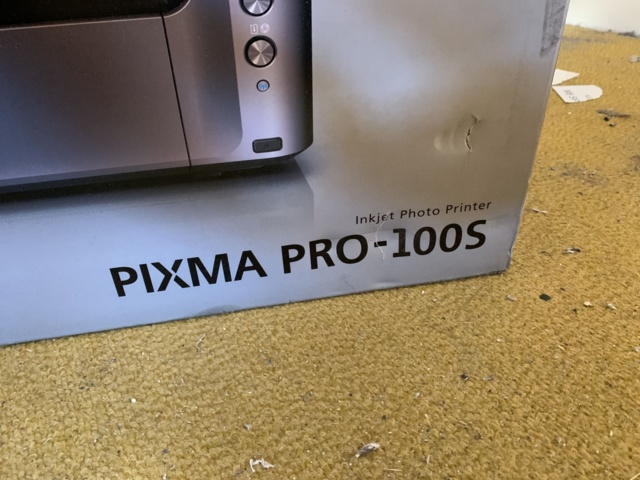 Inkjet Photo Printer
PIXMA PRO-100S